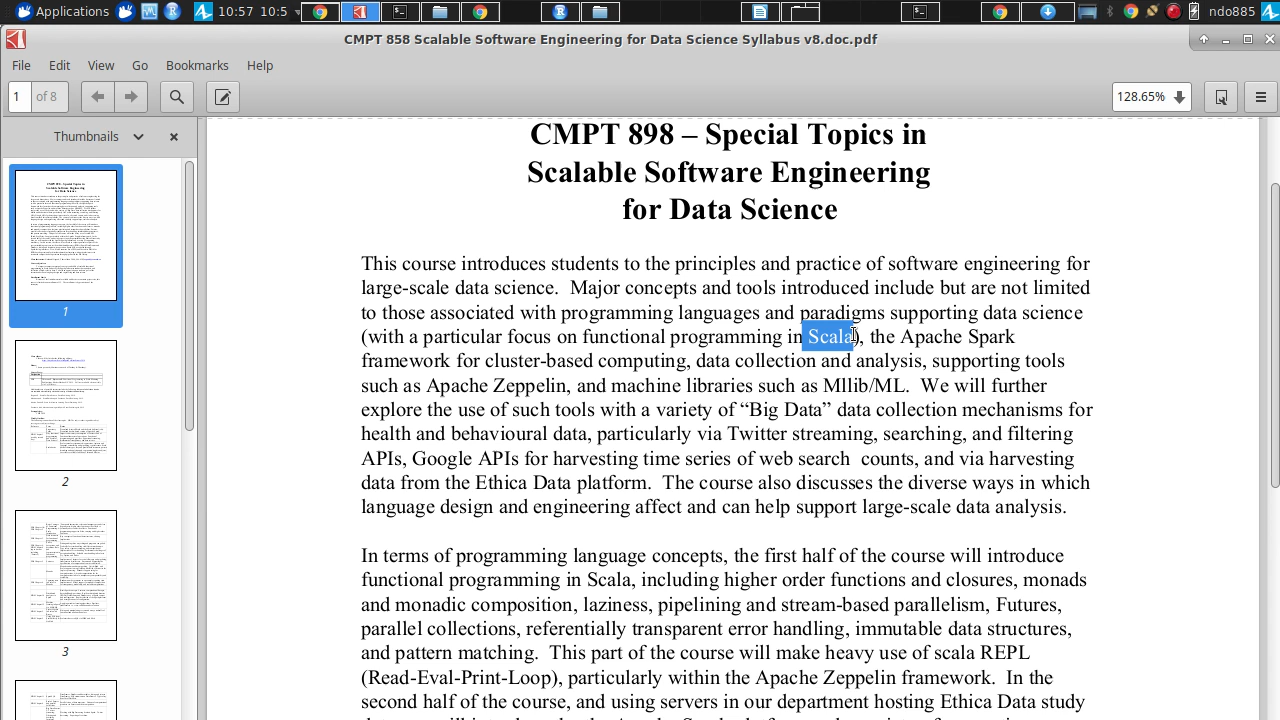 Applications 10:57 10:5 ndo885
CMPT 858 Scalable Software Engineering for Data Science Syllabus v8.doc.pdf
File Edit View Go Bookmarks Help
1 of 8 128.65%
Thumbnails
1
2
3
CMPT 898 – Special Topics in
Scalable Software Engineering
for Data Science
This course introduces students to the principles and practice of software engineering for
large-scale data science.  Major concepts and tools introduced include but are not limited
to those associated with programming languages and paradigms supporting data science
(with a particular focus on functional programming in Scala), the Apache Spark
framework for cluster-based computing, data collection and analysis, supporting tools
such as Apache Zeppelin, and machine libraries such as Mllib/ML.  We will further
explore the use of such tools with a variety of “Big Data” data collection mechanisms for
health and behavioural data, particularly via Twitter streaming, searching, and filtering
APIs, Google APIs for harvesting time series of web search  counts, and via harvesting
data from the Ethica Data platform.  The course also discusses the diverse ways in which
language design and engineering affect and can help support large-scale data analysis.
In terms of programming language concepts, the first half of the course will introduce
functional programming in Scala, including higher order functions and closures, monads
and monadic composition, laziness, pipelining and stream-based parallelism, Futures,
parallel collections, referentially transparent error handling, immutable data structures,
and pattern matching.  This part of the course will make heavy use of scala REPL
(Read-Eval-Print-Loop), particularly within the Apache Zeppelin framework.  In the
second half of the course, and using servers in our department hosting Ethica Data study